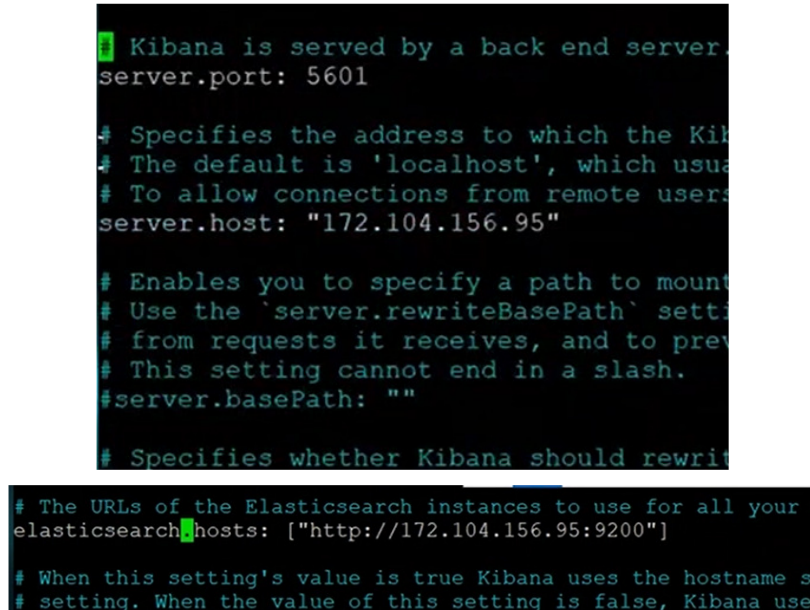 # Kibana is served by a back end server.
server.port: 5601
# Specifies the address to which the Kib
# The default is 'localhost', which usua
# To allow connections from remote users
server.host: "172.104.156.95"
# Enables you to specify a path to mount
# Use the `server.rewriteBasePath` setti
# from requests it receives, and to prev
# This setting cannot end in a slash.
#server.basePath: ""
# Specifies whether Kibana should rewrit
# The URLs of the Elasticsearch instances to use for all your
elasticsearch.hosts: ["http://172.104.156.95:9200"]
# When this setting's value is true Kibana uses the hostname s
# setting. When the value of this setting is false, Kibana use